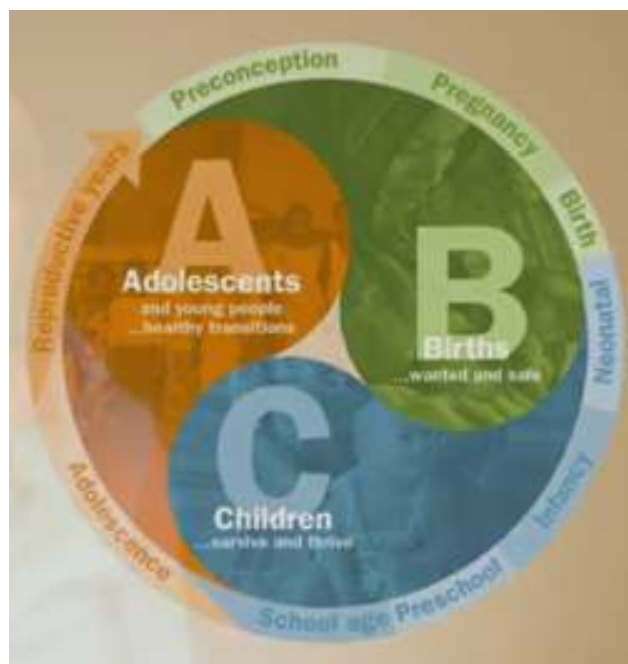 Preconception
Pregnancy
Birth
Neonatal
Infancy
School age Preschool
Adolescence
Reproductive years
A
Adolescents
and young people
...healthy transitions
B
Births
...wanted and safe
C
Children
...survive and thrive